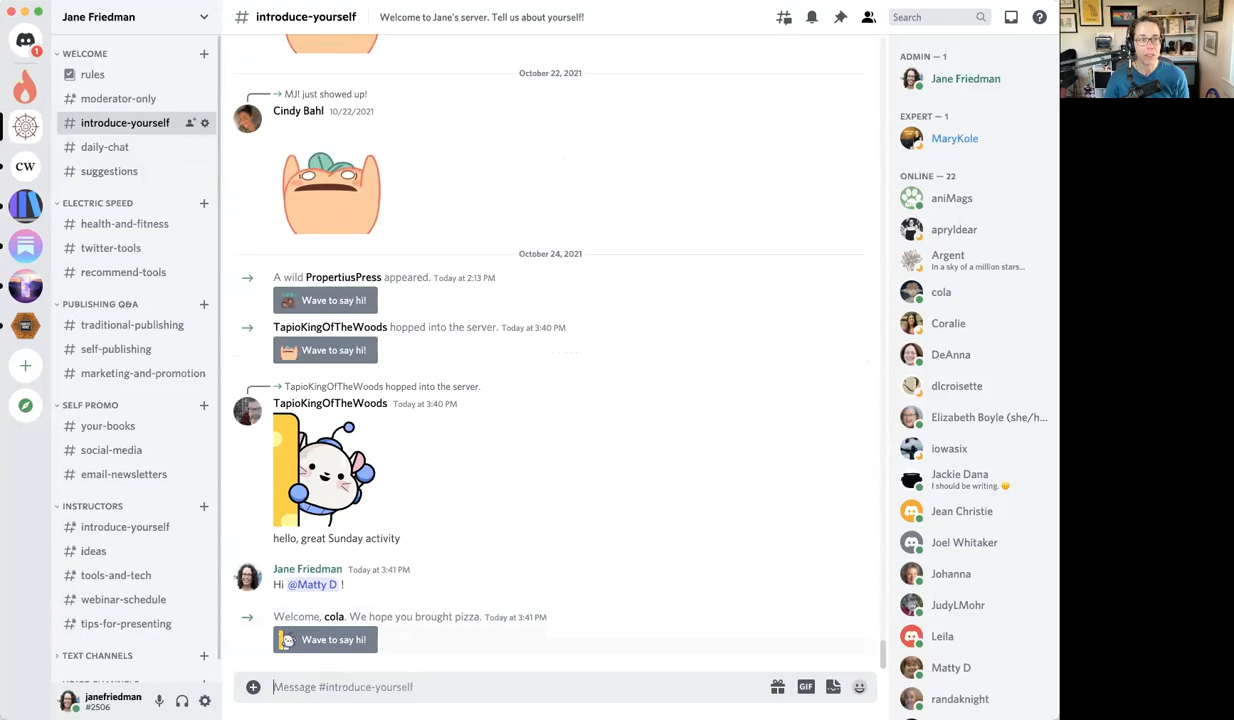 Jane Friedman
# introduce-yourself
Welcome to Jane's server. Tell us about yourself!
Search
1
CW
WELCOME
rules
# moderator-only
# introduce-yourself
# daily-chat
# suggestions
ELECTRIC SPEED
# health-and-fitness
# twitter-tools
# recommend-tools
PUBLISHING Q&A
# traditional-publishing
# self-publishing
# marketing-and-promotion
SELF PROMO
# your-books
# social-media
# email-newsletters
INSTRUCTORS
# introduce-yourself
# ideas
# tools-and-tech
# webinar-schedule
# tips-for-presenting
TEXT CHANNELS
janefriedman
#2506
October 22, 2021
MJ! just showed up!
Cindy Bahl 10/22/2021
October 24, 2021
A wild PropertiusPress appeared. Today at 2:13 PM
Wave to say hi!
TapioKingOfTheWoods hopped into the server. Today at 3:40 PM
Wave to say hi!
TapioKingOfTheWoods hopped into the server.
TapioKingOfTheWoods Today at 3:40 PM
hello, great Sunday activity
Jane Friedman Today at 3:41 PM
Hi @Matty D !
Welcome, cola. We hope you brought pizza. Today at 3:41 PM
Wave to say hi!
Message #introduce-yourself
GIF
ADMIN — 1
Jane Friedman
EXPERT — 1
MaryKole
ONLINE — 22
aniMags
apryldear
Argent
In a sky of a million stars...
cola
Coralie
DeAnna
dlcroisette
Elizabeth Boyle (she/h...
iowasix
Jackie Dana
I should be writing. 
Jean Christie
Joel Whitaker
Johanna
JudyLMohr
Leila
Matty D
randaknight